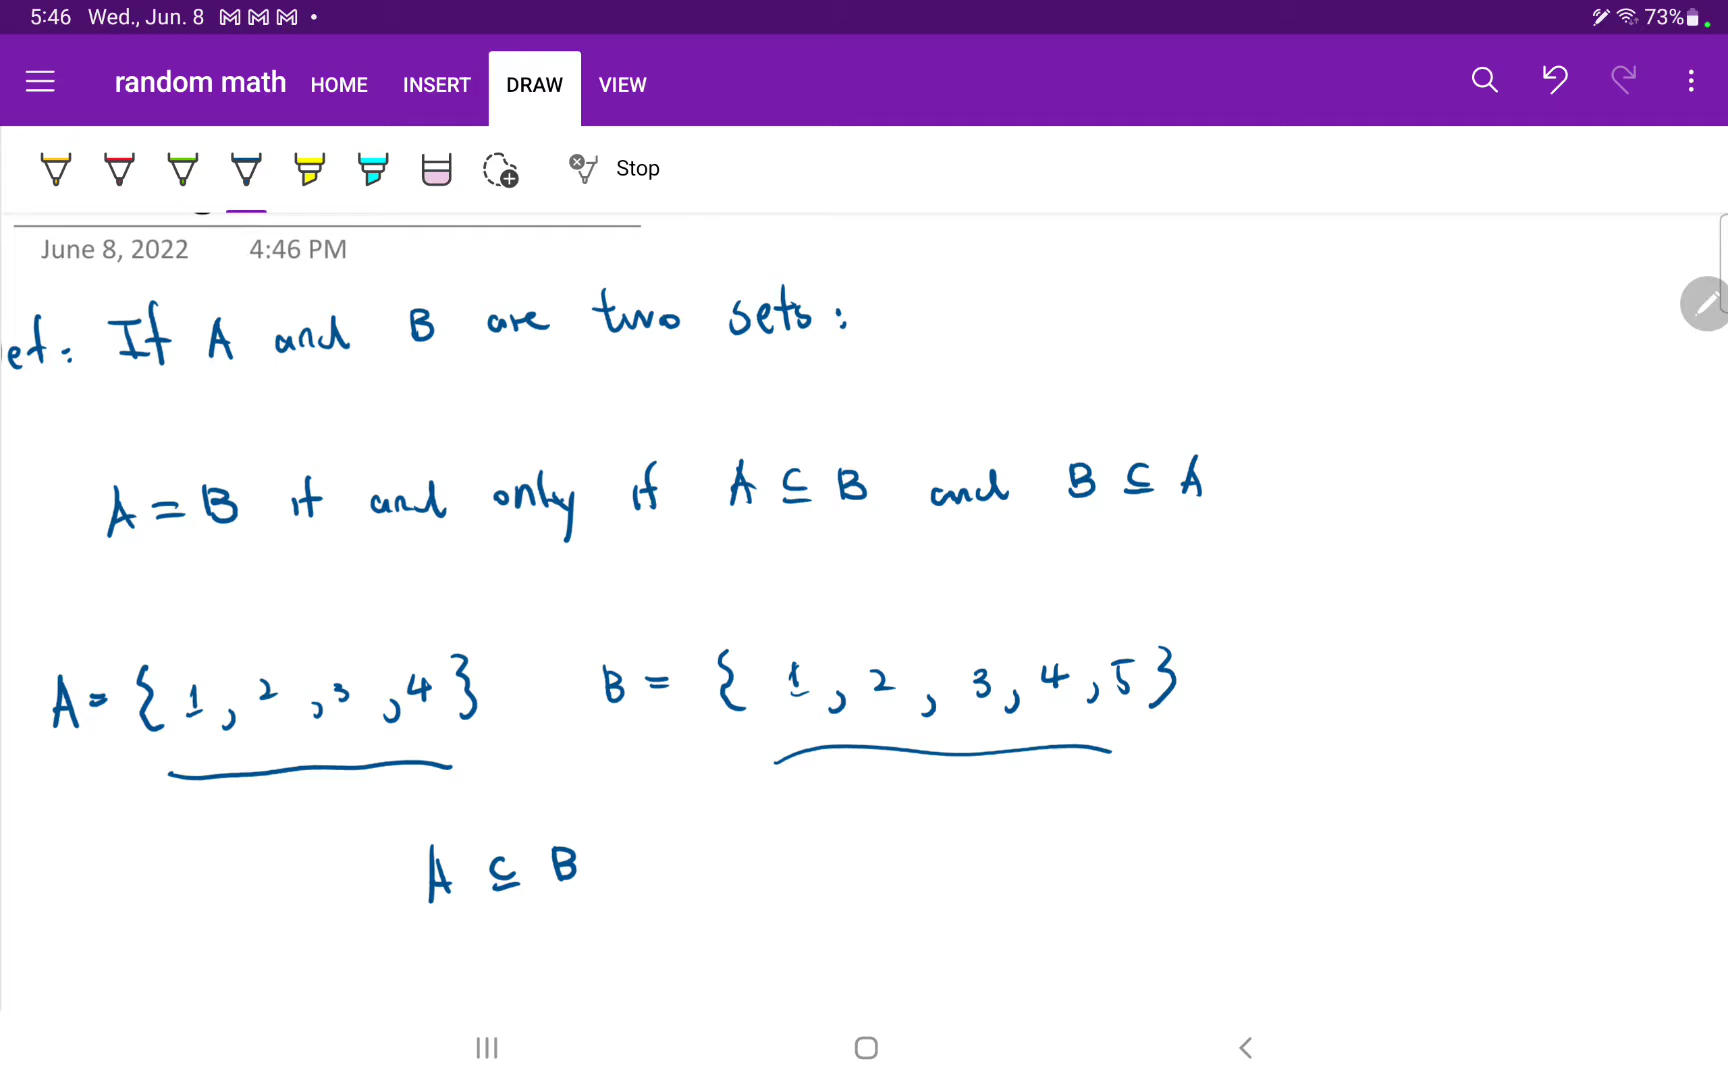 5:46 Wed., Jun. 8 73%
random math HOME INSERT DRAW VIEW
Stop
June 8, 2022 4:46 PM
ef: If A and B are two sets:
A = B if and only if A ⊆ B and B ⊆ A
A = { 1, 2, 3, 4 } B = { 1, 2, 3, 4, 5 }
A ⊆ B